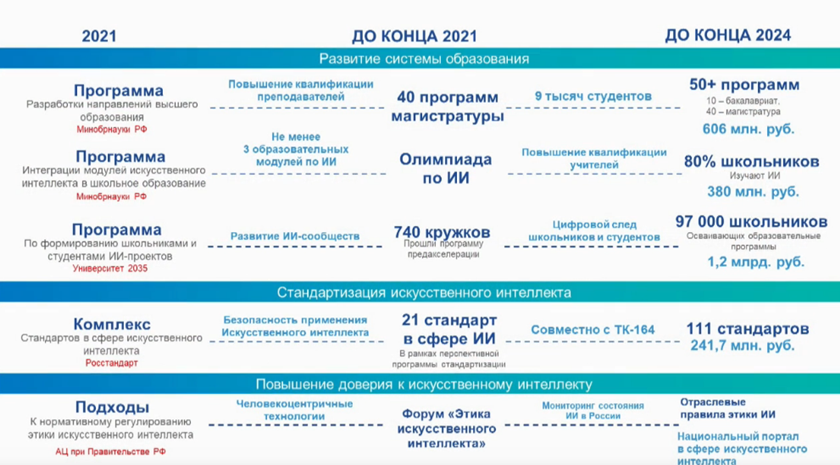 2021
ДО КОНЦА 2021
ДО КОНЦА 2024
Развитие системы образования
Программа
Разработки направлений высшего
образования
Минобрнауки РФ
Повышение квалификации
преподавателей
40 программ
магистратуры
9 тысяч студентов
50+ программ
10 – бакалавриат,
40 – магистратура
606 млн. руб.
Программа
Интеграции модулей искусственного
интеллекта в школьное образование
Минобрнауки РФ
Не менее
3 образовательных
модулей по ИИ
Олимпиада
по ИИ
Повышение квалификации
учителей
80% школьников
Изучают ИИ
380 млн. руб.
Программа
По формированию школьниками и
студентами ИИ-проектов
Университет 2035
Развитие ИИ-сообществ
740 кружков
Прошли программу
предакселерации
Цифровой след
школьников и студентов
97 000 школьников
Осваивающих образовательные
программы
1,2 млрд. руб.
Стандартизация искусственного интеллекта
Комплекс
Стандартов в сфере искусственного
интеллекта
Росстандарт
Безопасность применения
Искусственного интеллекта
21 стандарт
в сфере ИИ
В рамках перспективной
программы стандартизации
Совместно с ТК-164
111 стандартов
241,7 млн. руб.
Повышение доверия к искусственному интеллекту
Подходы
К нормативному регулированию
этики искусственного интеллекта
АЦ при Правительстве РФ
Человекоцентричные
технологии
Форум «Этика
искусственного
интеллекта»
Мониторинг состояния
ИИ в России
Отраслевые
правила этики ИИ
Национальный портал
в сфере искусственного
интеллекта